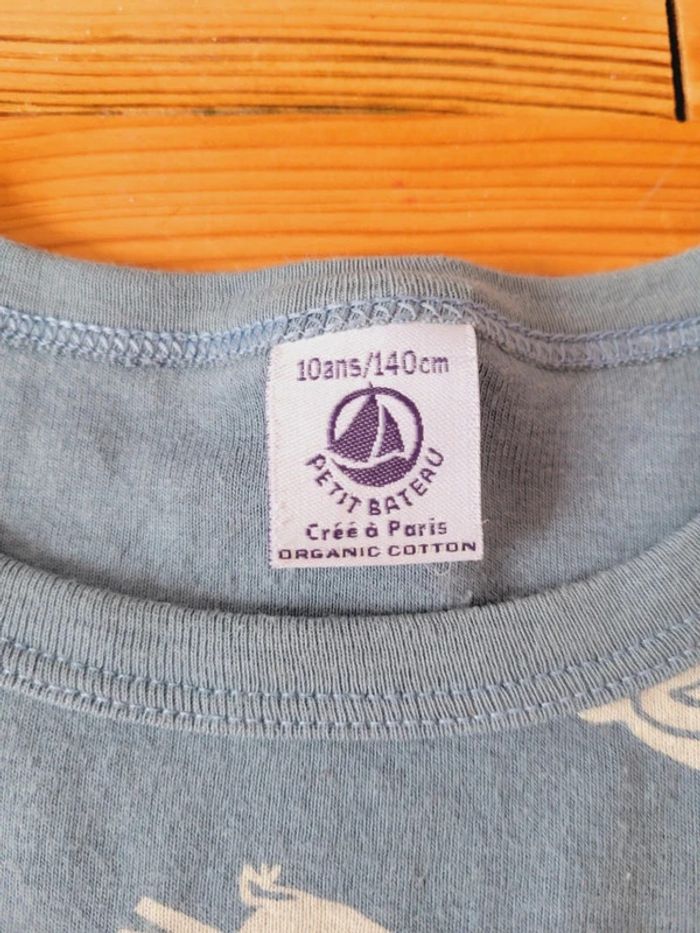 10ans/140cm
PETIT BATEAU
Créé à Paris
ORGANIC COTTON